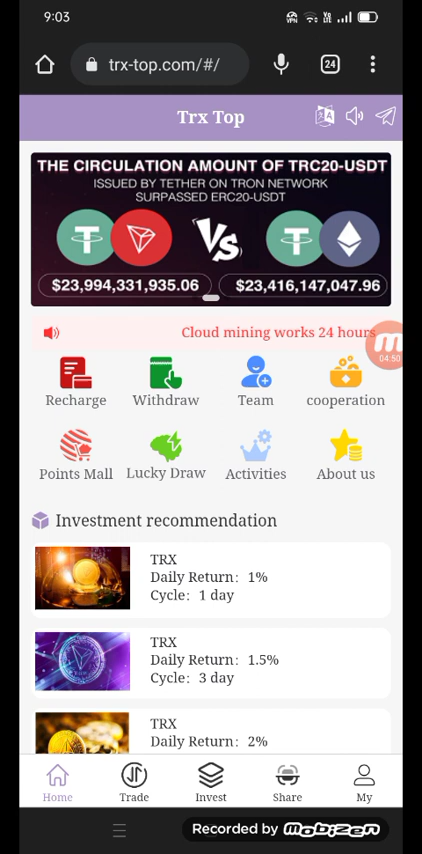 9:03
trx-top.com/#/
24
Trx Top
THE CIRCULATION AMOUNT OF TRC20-USDT
ISSUED BY TETHER ON TRON NETWORK
SURPASSED ERC20-USDT
VS
$23,994,331,935.06
$23,416,147,047.96
Cloud mining works 24 hours
04:50
Recharge
Withdraw
Team
cooperation
Points Mall
Lucky Draw
Activities
About us
Investment recommendation
TRX
Daily Return: 1%
Cycle: 1 day
TRX
Daily Return: 1.5%
Cycle: 3 day
TRX
Daily Return: 2%
Home
Trade
Invest
Share
My
Recorded by Mobizen